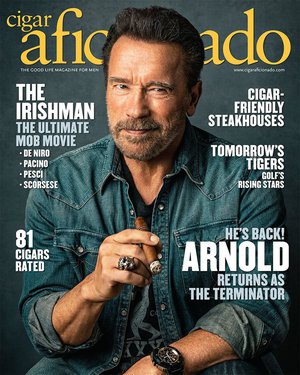 cigar
aficionado
THE GOOD LIFE MAGAZINE FOR MEN
www.cigaraficionado.com
THE
IRISHMAN
THE ULTIMATE
MOB MOVIE
• DE NIRO
• PACINO
• PESCI
• SCORSESE
81
CIGARS
RATED
CIGAR-
FRIENDLY
STEAKHOUSES
TOMORROW'S
TIGERS
GOLF'S
RISING STARS
HE'S BACK!
ARNOLD
RETURNS AS
THE TERMINATOR